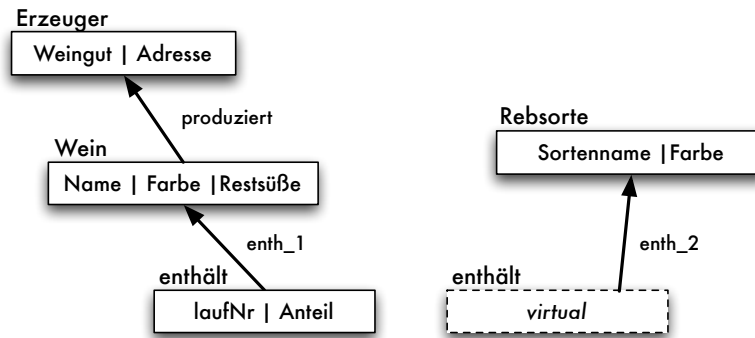 Erzeuger
Weingut | Adresse
produziert
Wein
Name | Farbe |Restsüße
enth_1
enthält
laufNr | Anteil
Rebsorte
Sortenname |Farbe
enth_2
enthält
virtual